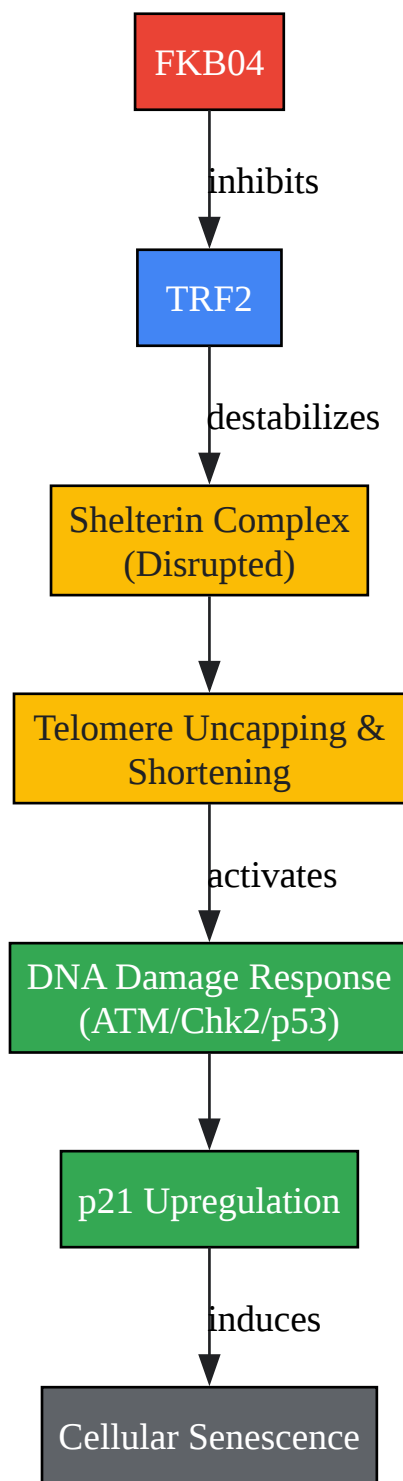 FKB04
inhibits
TRF2
destabilizes
Shelterin Complex
(Disrupted)
Telomere Uncapping &
Shortening
activates
DNA Damage Response
(ATM/Chk2/p53)
p21 Upregulation
induces
Cellular Senescence